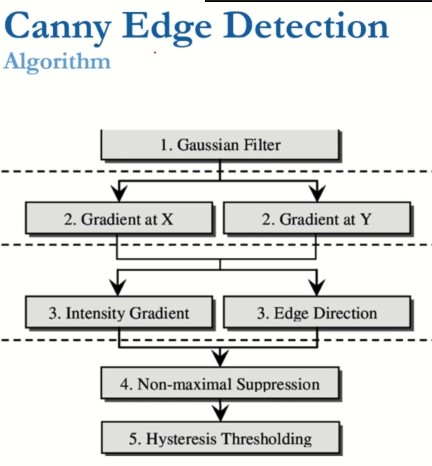 Canny Edge Detection
Algorithm
1. Gaussian Filter
2. Gradient at X
2. Gradient at Y
3. Intensity Gradient
3. Edge Direction
4. Non-maximal Suppression
5. Hysteresis Thresholding